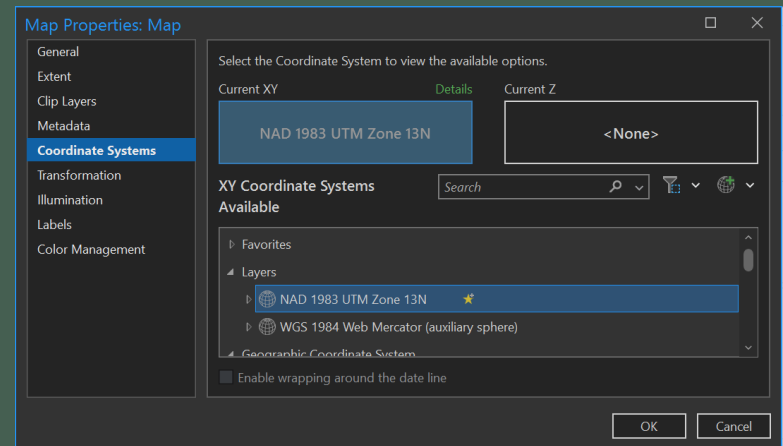 Map Properties: Map
General
Extent
Clip Layers
Metadata
Coordinate Systems
Transformation
Illumination
Labels
Color Management
Select the Coordinate System to view the available options.
Current XY
Details
Current Z
NAD 1983 UTM Zone 13N
<None>
XY Coordinate Systems
Available
Search
Favorites
Layers
NAD 1983 UTM Zone 13N
WGS 1984 Web Mercator (auxiliary sphere)
Geographic Coordinate System
Enable wrapping around the date line
OK
Cancel